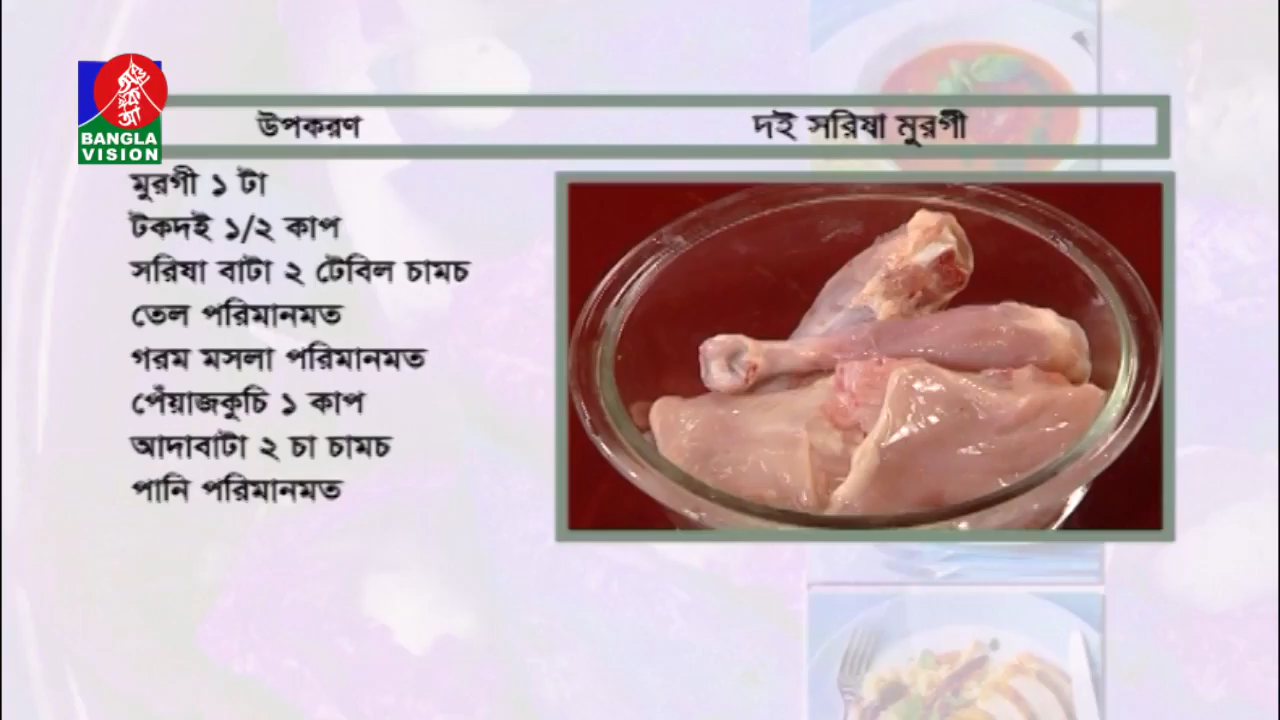 BANGLA
VISION
উপকরণ
দই সরিষা মুরগী
মুরগী ১ টা
টকদই ১/২ কাপ
সরিষা বাটা ২ টেবিল চামচ
তেল পরিমানমত
গরম মসলা পরিমানমত
পেঁয়াজকুচি ১ কাপ
আদাবাটা ২ চা চামচ
পানি পরিমানমত